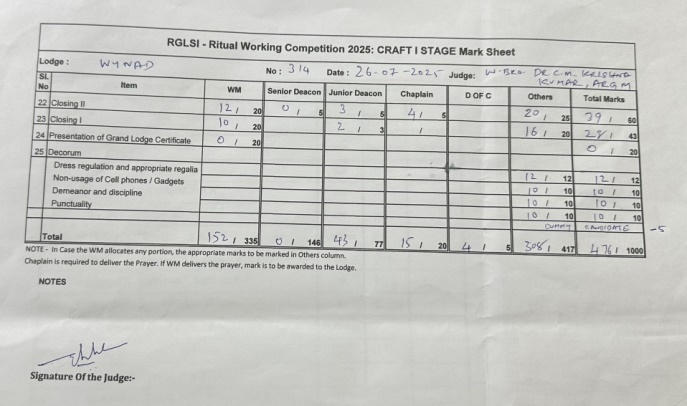 RGLSI - Ritual Working Competition 2025: CRAFT I STAGE Mark Sheet
Lodge : WYNAD No : 314 Date : 26-07-2025 Judge: W.Bro. DR C.M. KRISHNA KUMAR, ARGM
SL No Item WM Senior Deacon Junior Deacon Chaplain D OF C Others Total Marks
22 Closing II 12 / 20 0 / 5 3 / 5 4 / 5 20 / 25 39 / 60
23 Closing I 10 / 20 2 / 3 / 16 / 20 28 / 43
24 Presentation of Grand Lodge Certificate 0 / 20 0 / 20
25 Decorum
Dress regulation and appropriate regalia 12 / 12 12 / 12
Non-usage of Cell phones / Gadgets 10 / 10 10 / 10
Demeanor and discipline 10 / 10 10 / 10
Punctuality 10 / 10 10 / 10
DUMMY CANDIDATE -5
Total 152 / 335 0 / 146 43 / 77 15 / 20 4 / 5 308 / 417 476 / 1000
NOTE - In Case the WM allocates any portion, the appropriate marks to be marked in Others column.
Chaplain is required to deliver the Prayer. If WM delivers the prayer, mark is to be awarded to the Lodge.
NOTES
Signature Of the Judge:-